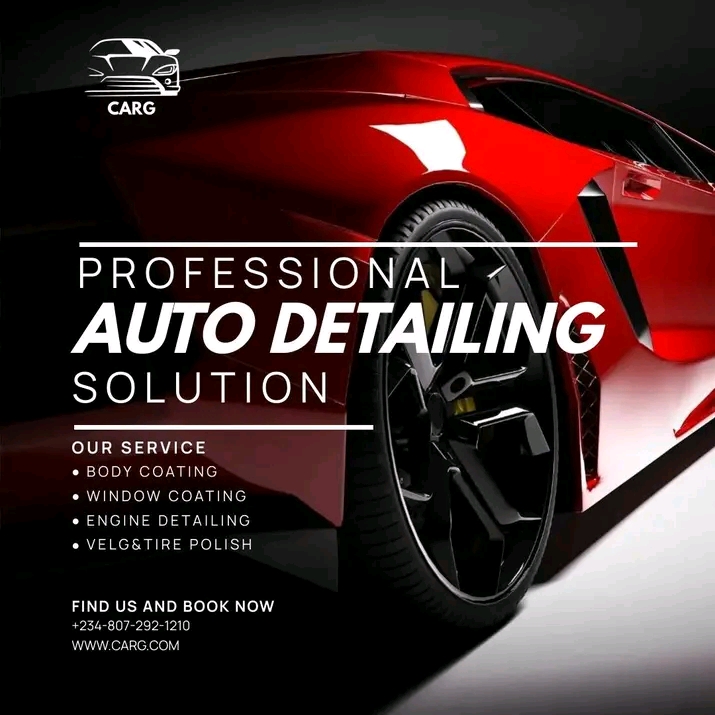 CARG
PROFESSIONAL
AUTO DETAILING
SOLUTION
OUR SERVICE
• BODY COATING
• WINDOW COATING
• ENGINE DETAILING
• VELG&TIRE POLISH
FIND US AND BOOK NOW
+234-807-292-1210
WWW.CARG.COM